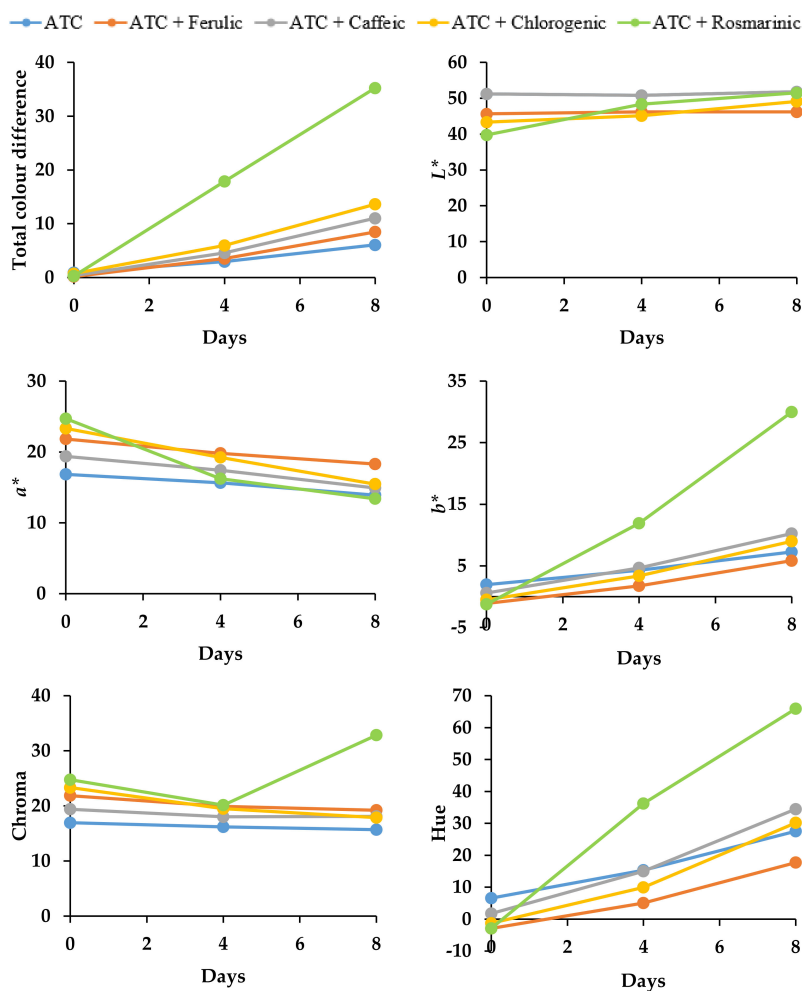 ATC ATC + Ferulic ATC + Caffeic ATC + Chlorogenic ATC + Rosmarinic
Total colour difference
40
30
20
10
0
0 2 4 6 8
Days
L*
60
50
40
30
20
10
0
0 2 4 6 8
Days
a*
30
20
10
0
0 2 4 6 8
Days
b*
35
25
15
5
-5
0 2 4 6 8
Days
Chroma
40
30
20
10
0
0 2 4 6 8
Days
Hue
70
60
50
40
30
20
10
0
-10
0 2 4 6 8
Days